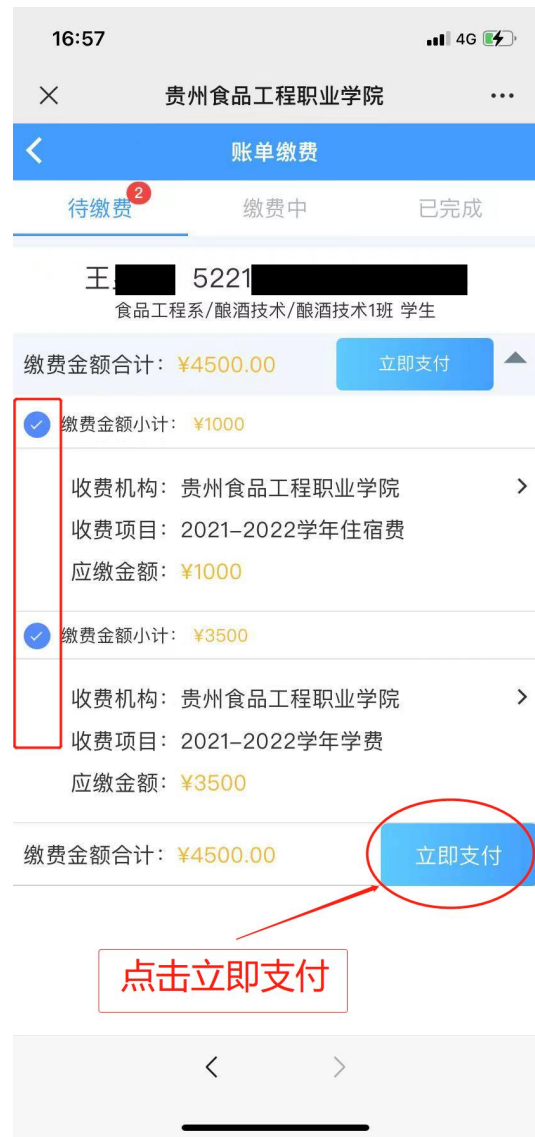 16:57
4G
贵州食品工程职业学院
账单缴费
待缴费 2 缴费中 已完成
王 5221
食品工程系/酿酒技术/酿酒技术1班 学生
缴费金额合计：¥4500.00 立即支付
缴费金额小计：¥1000
收费机构：贵州食品工程职业学院
收费项目：2021-2022学年住宿费
应缴金额：¥1000
缴费金额小计：¥3500
收费机构：贵州食品工程职业学院
收费项目：2021-2022学年学费
应缴金额：¥3500
缴费金额合计：¥4500.00 立即支付
点击立即支付